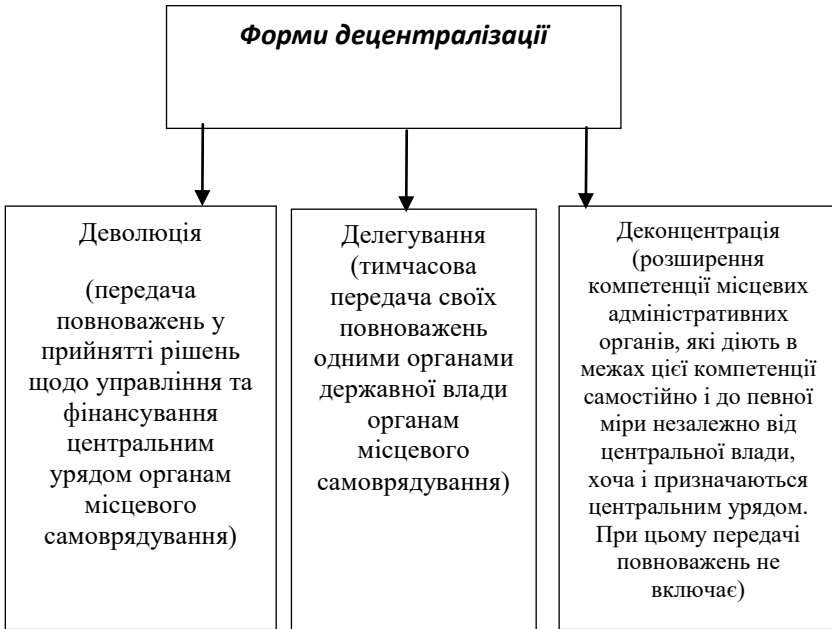 Форми децентралізації
Деволюція
(передача
повноважень у
прийнятті рішень
щодо управління та
фінансування
центральним
урядом органам
місцевого
самоврядування)
Делегування
(тимчасова
передача своїх
повноважень
одними органами
державної влади
органам
місцевого
самоврядування)
Деконцентрація
(розширення
компетенції місцевих
адміністративних
органів, які діють в
межах цієї компетенції
самостійно і до певної
міри незалежно від
центральної влади,
хоча і призначаються
центральним урядом.
При цьому передачі
повноважень не
включає)